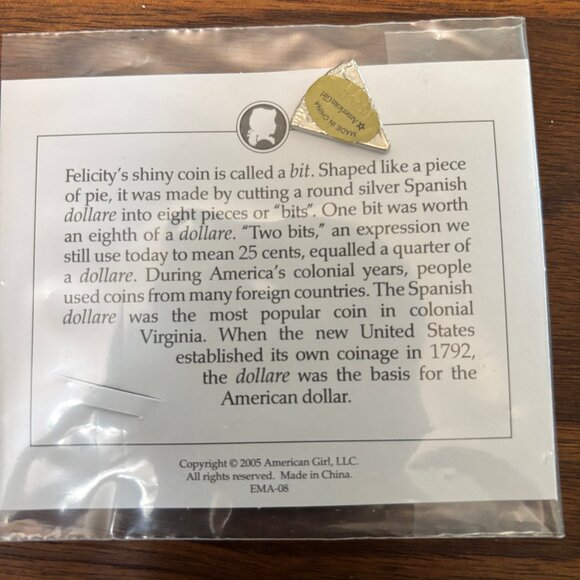 MADE IN CHINA
American Girl
Felicity's shiny coin is called a bit. Shaped like a piece
of pie, it was made by cutting a round silver Spanish
dollare into eight pieces or "bits". One bit was worth
an eighth of a dollare. "Two bits," an expression we
still use today to mean 25 cents, equalled a quarter of
a dollare. During America's colonial years, people
used coins from many foreign countries. The Spanish
dollare was the most popular coin in colonial
Virginia. When the new United States
established its own coinage in 1792,
the dollare was the basis for the
American dollar.
Copyright © 2005 American Girl, LLC.
All rights reserved. Made in China.
EMA-08